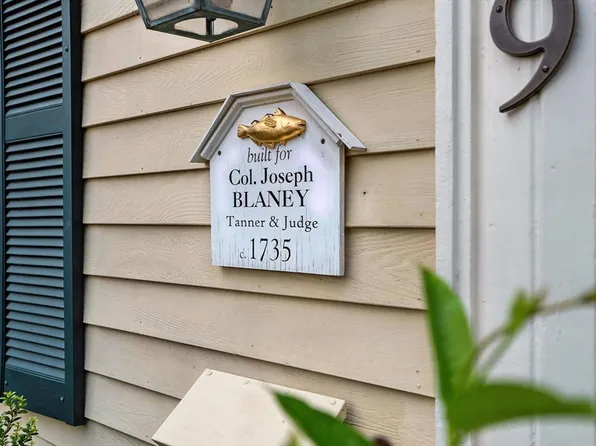 built for
Col. Joseph
BLANEY
Tanner & Judge
c. 1735
9